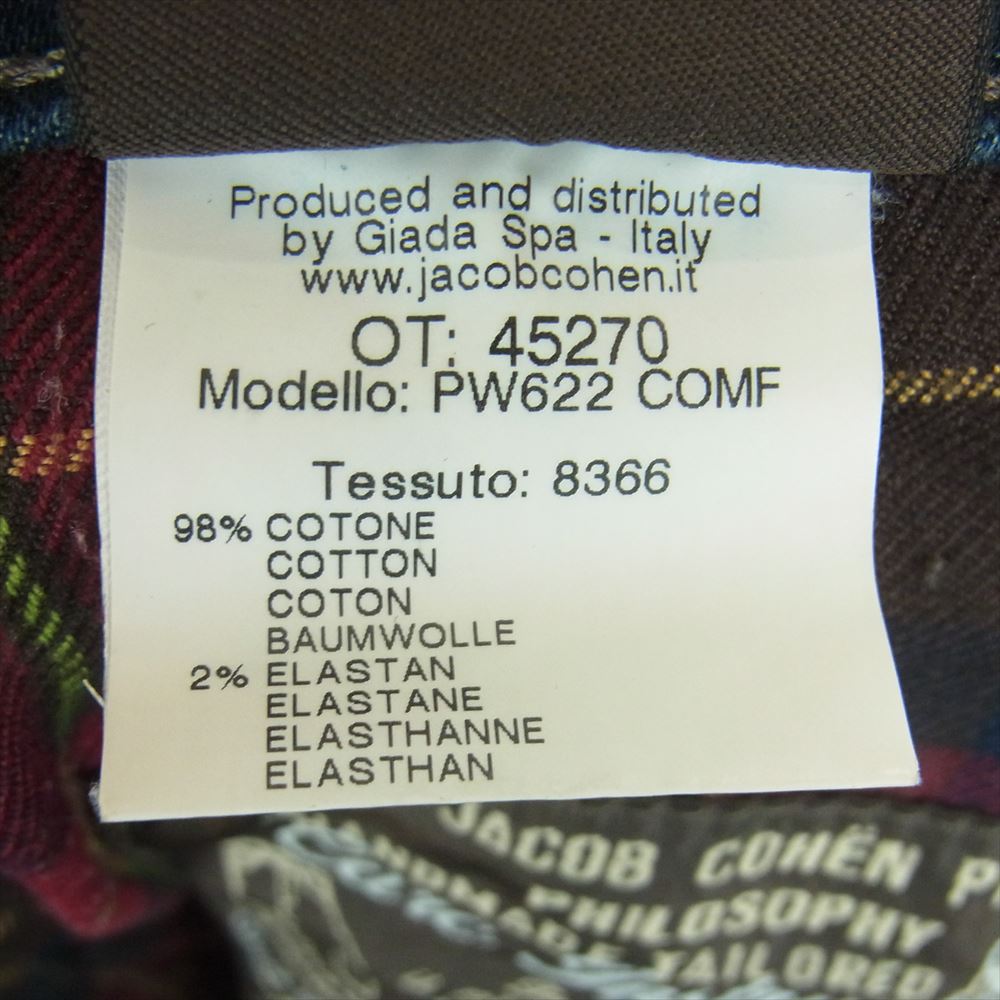 Produced and distributed
by Giada Spa - Italy
www.jacobcohen.it
OT: 45270
Modello: PW622 COMF
Tessuto: 8366
98% COTONE
COTTON
COTON
BAUMWOLLE
2% ELASTAN
ELASTANE
ELASTHANNE
ELASTHAN
JACOB COHËN
PHILOSOPHY
HANDMADE TAILORED